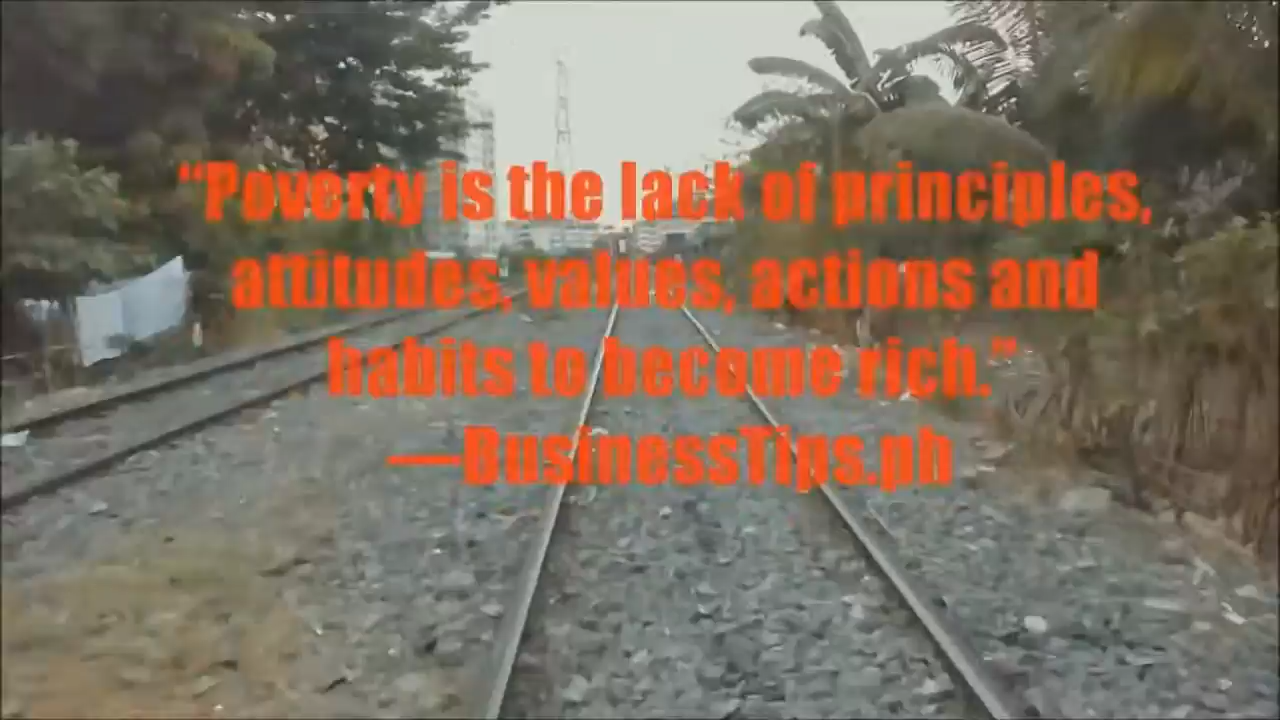 “Poverty is the lack of principles,
attitudes, values, actions and
habits to become rich.”
—BusinessTips.ph